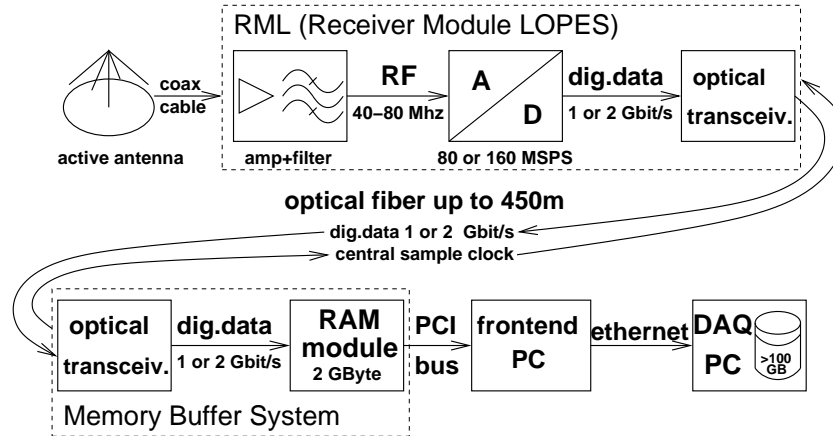 RML (Receiver Module LOPES)
coax
cable
active antenna
amp+filter
RF
40–80 Mhz
A
D
80 or 160 MSPS
dig.data
1 or 2 Gbit/s
optical
transceiv.
optical fiber up to 450m
dig.data 1 or 2 Gbit/s
central sample clock
optical
transceiv.
dig.data
1 or 2 Gbit/s
RAM
module
2 GByte
PCI
bus
frontend
PC
ethernet
DAQ
PC
>100
GB
Memory Buffer System